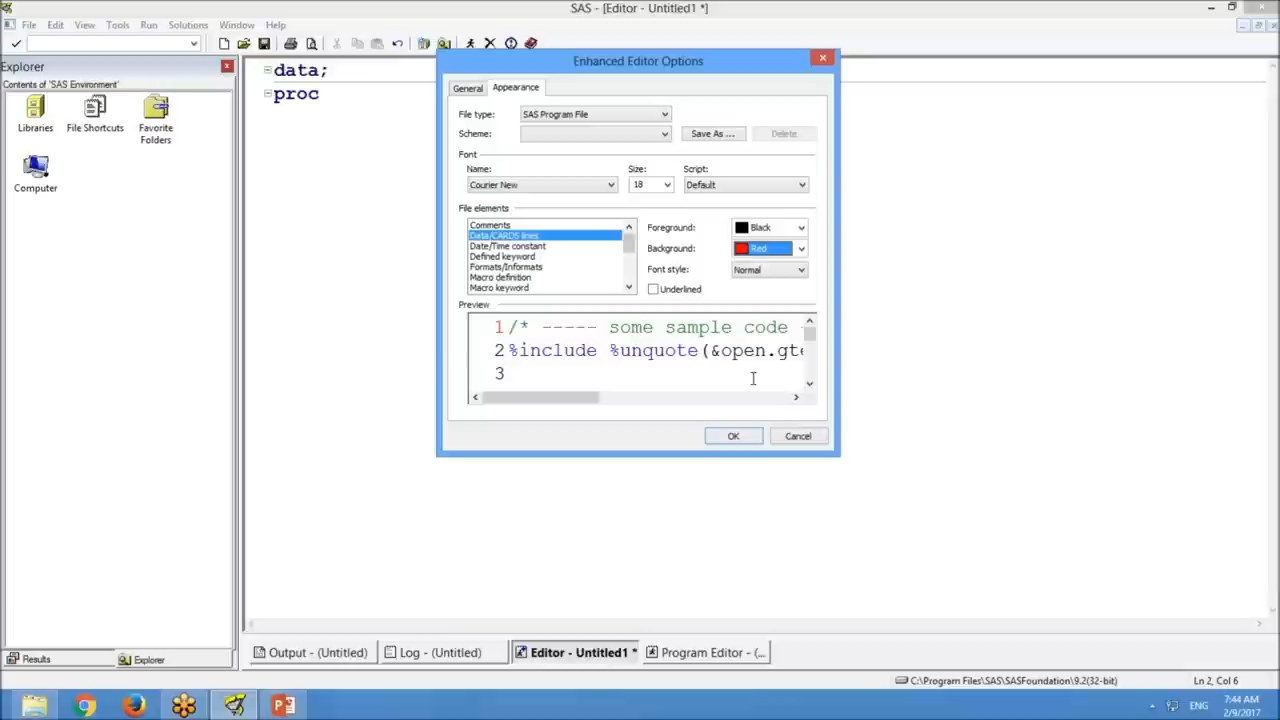 SAS - [Editor - Untitled1 *]
File Edit View Tools Run Solutions Window Help
Explorer
Contents of 'SAS Environment'
Libraries File Shortcuts Favorite Folders
Computer
data;
proc
Enhanced Editor Options
General Appearance
File type: SAS Program File
Scheme: Save As ... Delete
Font
Name: Size: Script:
Courier New 18 Default
File elements
Comments
Data/CARDS lines
Date/Time constant
Defined keyword
Formats/Informats
Macro definition
Macro keyword
Foreground: Black
Background: Red
Font style: Normal
Underlined
Preview
1 /* ----- some sample code -
2 %include %unquote(&open.gte
3
OK Cancel
Results Explorer
Output - (Untitled) Log - (Untitled) Editor - Untitled1 * Program Editor - (...
C:\Program Files\SAS\SASFoundation\9.2(32-bit) Ln 2, Col 6
ENG 7:44 AM
2/9/2017